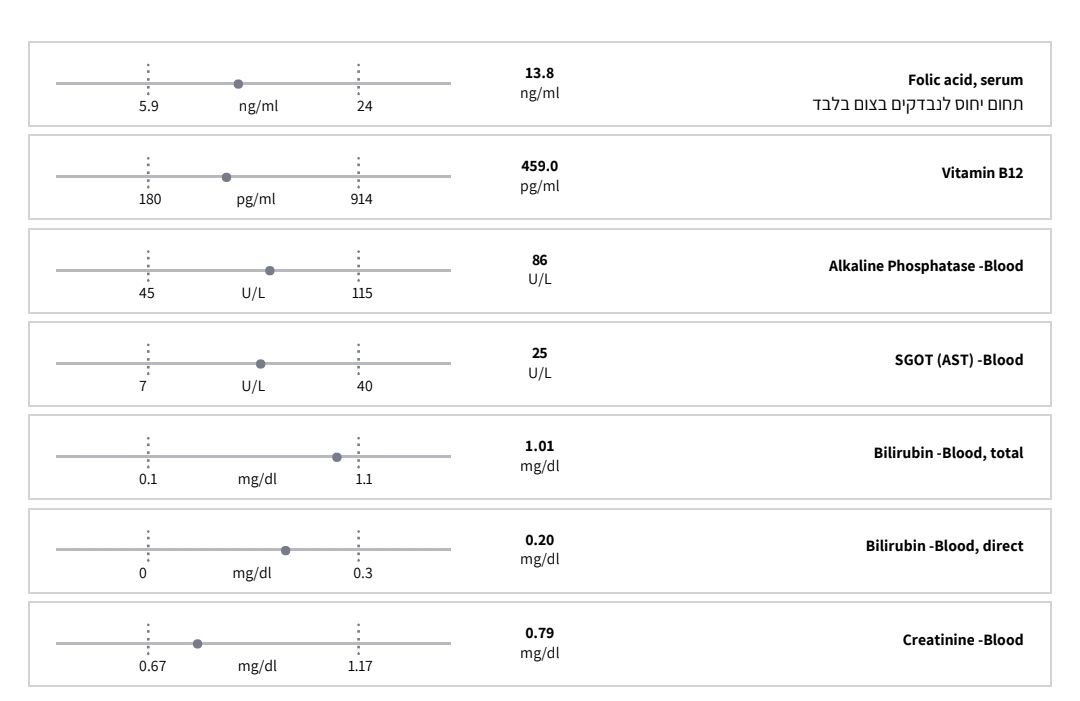 Folic acid, serum
תחום יחוס לנבדקים בצום בלבד
13.8
ng/ml
5.9 ng/ml 24
Vitamin B12
459.0
pg/ml
180 pg/ml 914
Alkaline Phosphatase -Blood
86
U/L
45 U/L 115
SGOT (AST) -Blood
25
U/L
7 U/L 40
Bilirubin -Blood, total
1.01
mg/dl
0.1 mg/dl 1.1
Bilirubin -Blood, direct
0.20
mg/dl
0 mg/dl 0.3
Creatinine -Blood
0.79
mg/dl
0.67 mg/dl 1.17